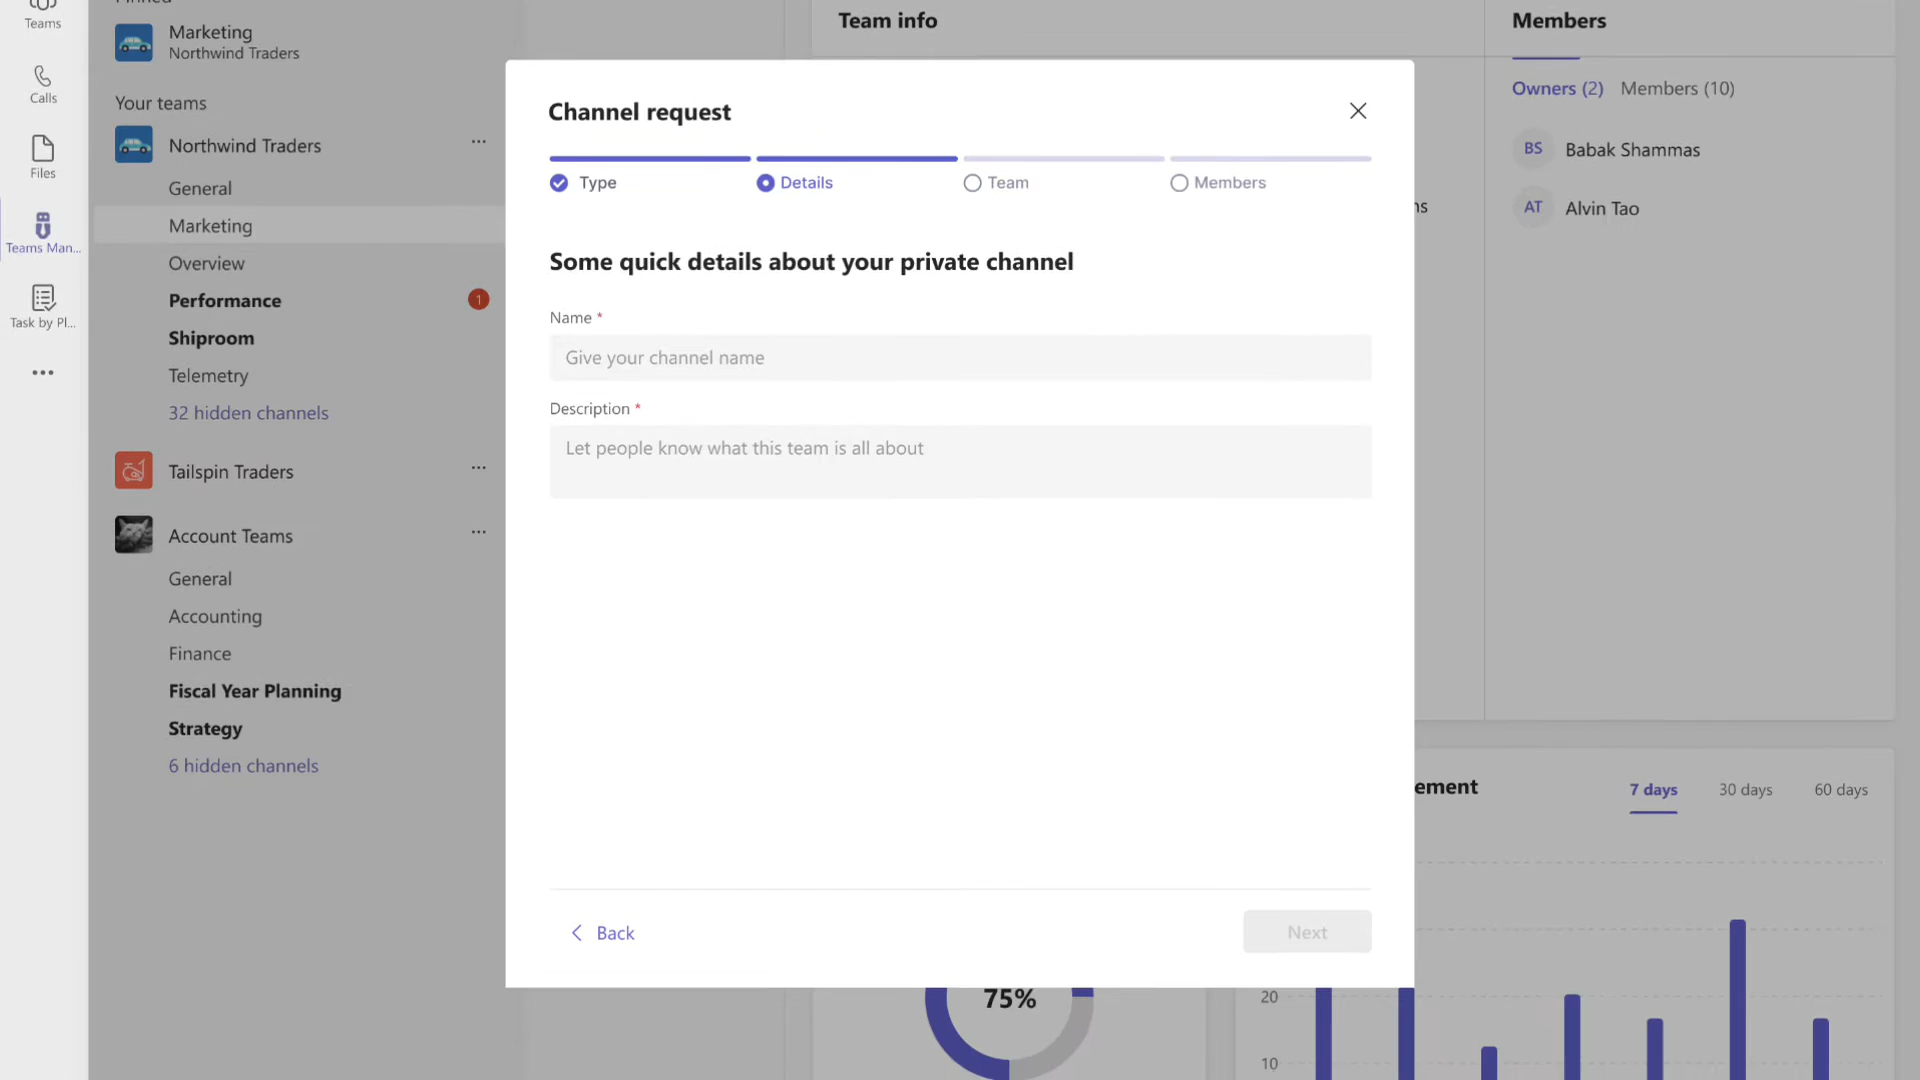 Teams
Calls
Files
Teams Man...
Task by Pl...
Marketing
Northwind Traders
Your teams
Northwind Traders
General
Marketing
Overview
Performance
1
Shiproom
Telemetry
32 hidden channels
Tailspin Traders
Account Teams
General
Accounting
Finance
Fiscal Year Planning
Strategy
6 hidden channels
Team info
Channel request
Type
Details
Team
Members
Some quick details about your private channel
Name *
Give your channel name
Description *
Let people know what this team is all about
Back
Next
75%
Members
Owners (2)
Members (10)
BS
Babak Shammas
AT
Alvin Tao
ns
ement
7 days
30 days
60 days
20
10